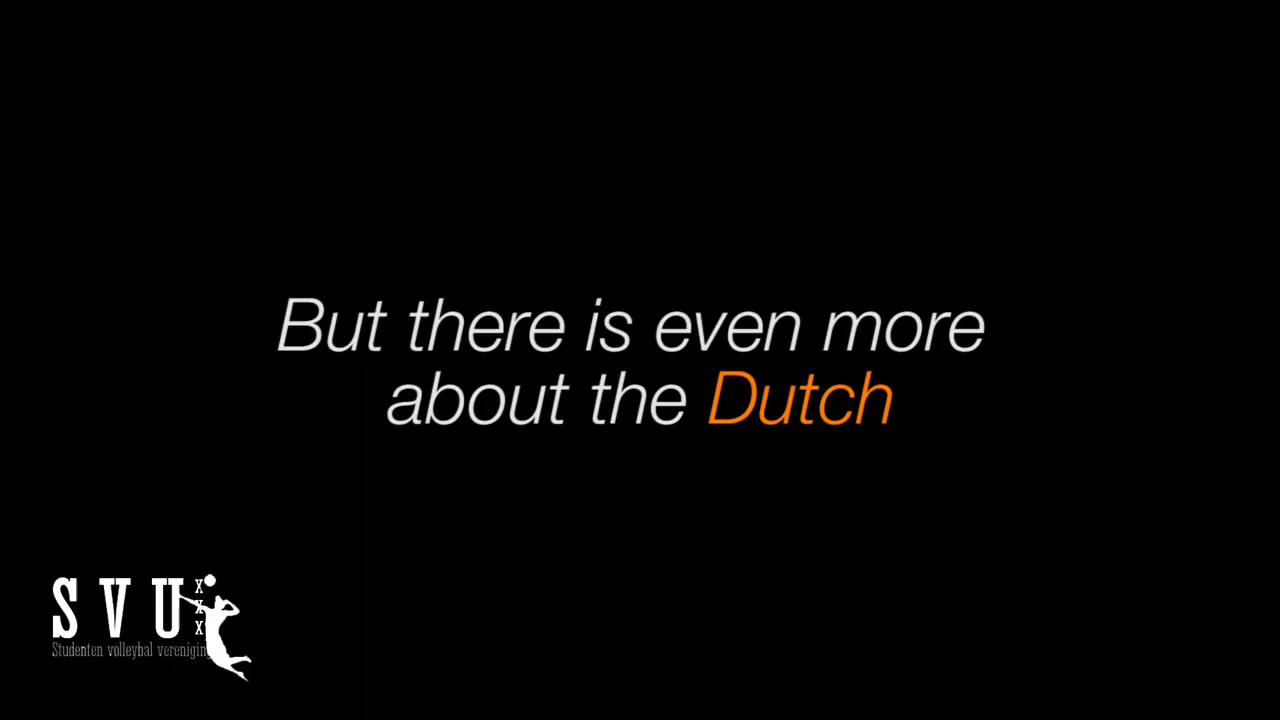 But there is even more
about the Dutch
SVU
X
X
X
Studenten volleybal vereniging